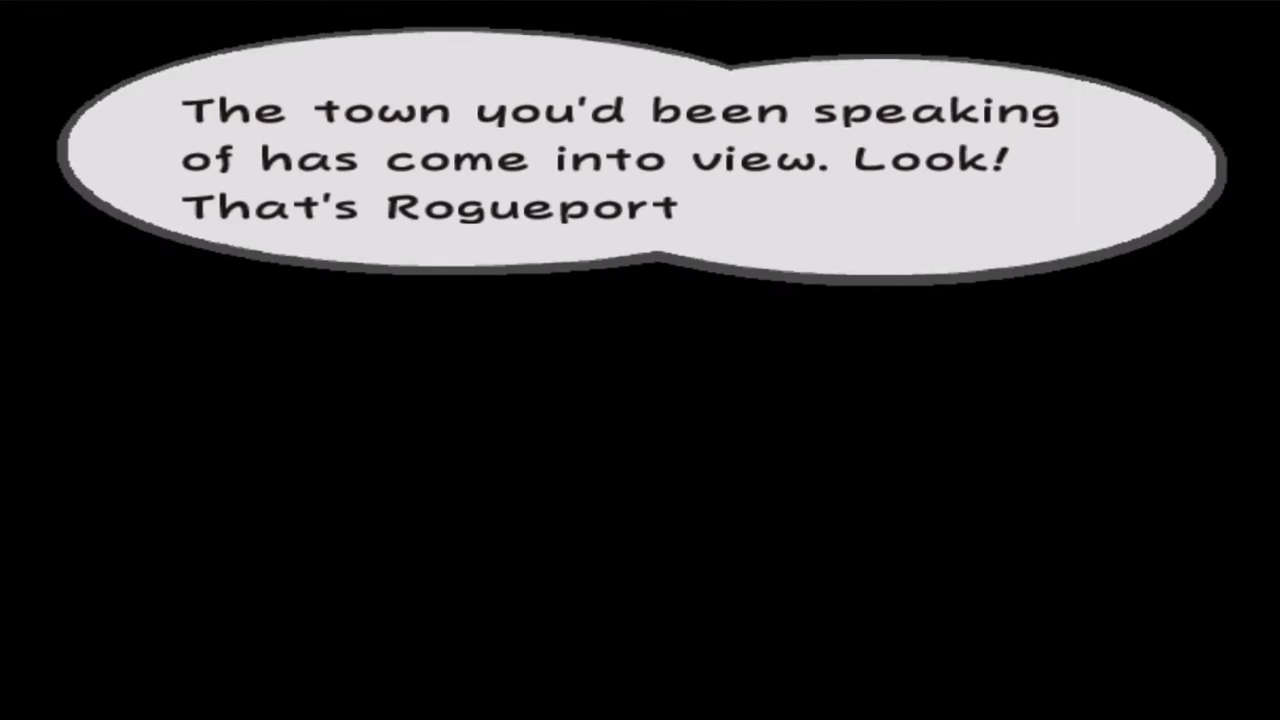 The town you'd been speaking
of has come into view. Look!
That's Rogueport